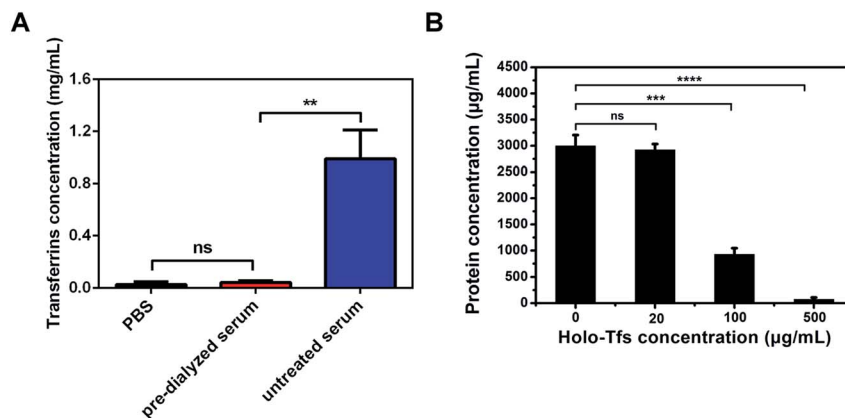 A
Transferrins concentration (mg/mL)
1.6
1.2
0.8
0.4
0.0
ns
**
PBS
pre-dialyzed serum
untreated serum
B
Protein concentration (µg/mL)
4500
4000
3500
3000
2500
2000
1500
1000
500
0
****
***
ns
0 20 100 500
Holo-Tfs concentration (µg/mL)